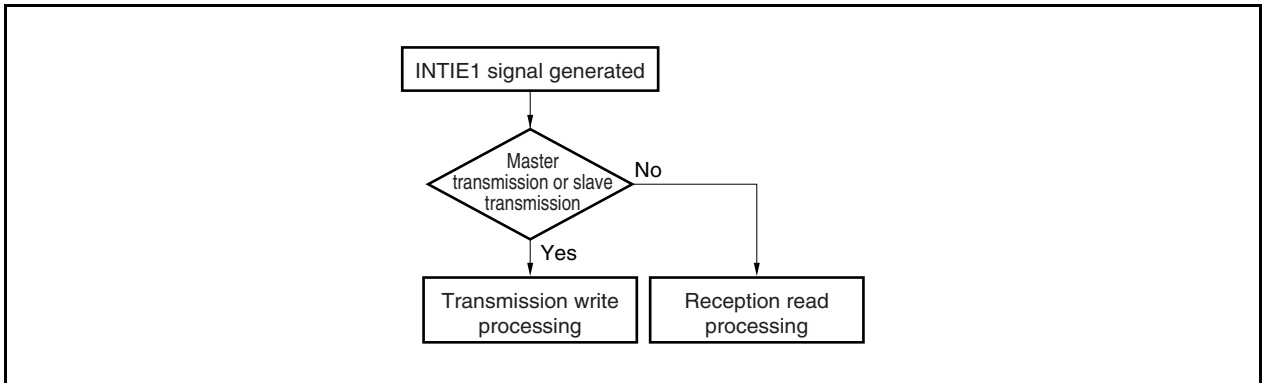 INTIE1 signal generated
Master
transmission or slave
transmission
No
Yes
Transmission write
processing
Reception read
processing